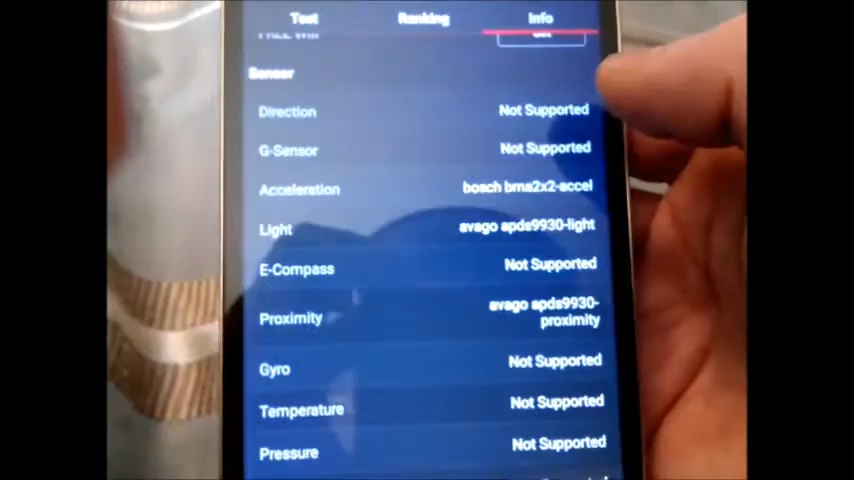 Test Ranking Info
Sensor
Direction Not Supported
G-Sensor Not Supported
Acceleration bosch bma2x2-accel
Light avago apds9930-light
E-Compass Not Supported
Proximity avago apds9930-
proximity
Gyro Not Supported
Temperature Not Supported
Pressure Not Supported